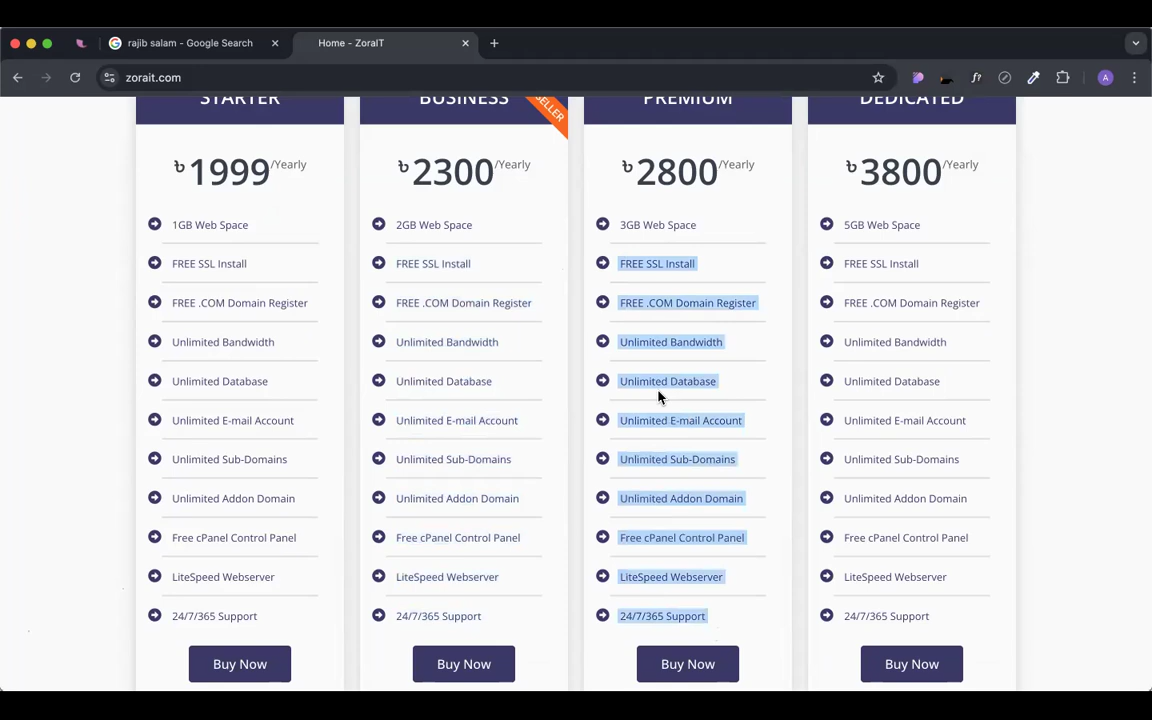 rajib salam - Google Search
Home - ZoraIT
zorait.com
f?
A
STARTER
BUSINESS
SELLER
PREMIUM
DEDICATED
৳1999/Yearly
৳2300/Yearly
৳2800/Yearly
৳3800/Yearly
1GB Web Space
2GB Web Space
3GB Web Space
5GB Web Space
FREE SSL Install
FREE SSL Install
FREE SSL Install
FREE SSL Install
FREE .COM Domain Register
FREE .COM Domain Register
FREE .COM Domain Register
FREE .COM Domain Register
Unlimited Bandwidth
Unlimited Bandwidth
Unlimited Bandwidth
Unlimited Bandwidth
Unlimited Database
Unlimited Database
Unlimited Database
Unlimited Database
Unlimited E-mail Account
Unlimited E-mail Account
Unlimited E-mail Account
Unlimited E-mail Account
Unlimited Sub-Domains
Unlimited Sub-Domains
Unlimited Sub-Domains
Unlimited Sub-Domains
Unlimited Addon Domain
Unlimited Addon Domain
Unlimited Addon Domain
Unlimited Addon Domain
Free cPanel Control Panel
Free cPanel Control Panel
Free cPanel Control Panel
Free cPanel Control Panel
LiteSpeed Webserver
LiteSpeed Webserver
LiteSpeed Webserver
LiteSpeed Webserver
24/7/365 Support
24/7/365 Support
24/7/365 Support
24/7/365 Support
Buy Now
Buy Now
Buy Now
Buy Now